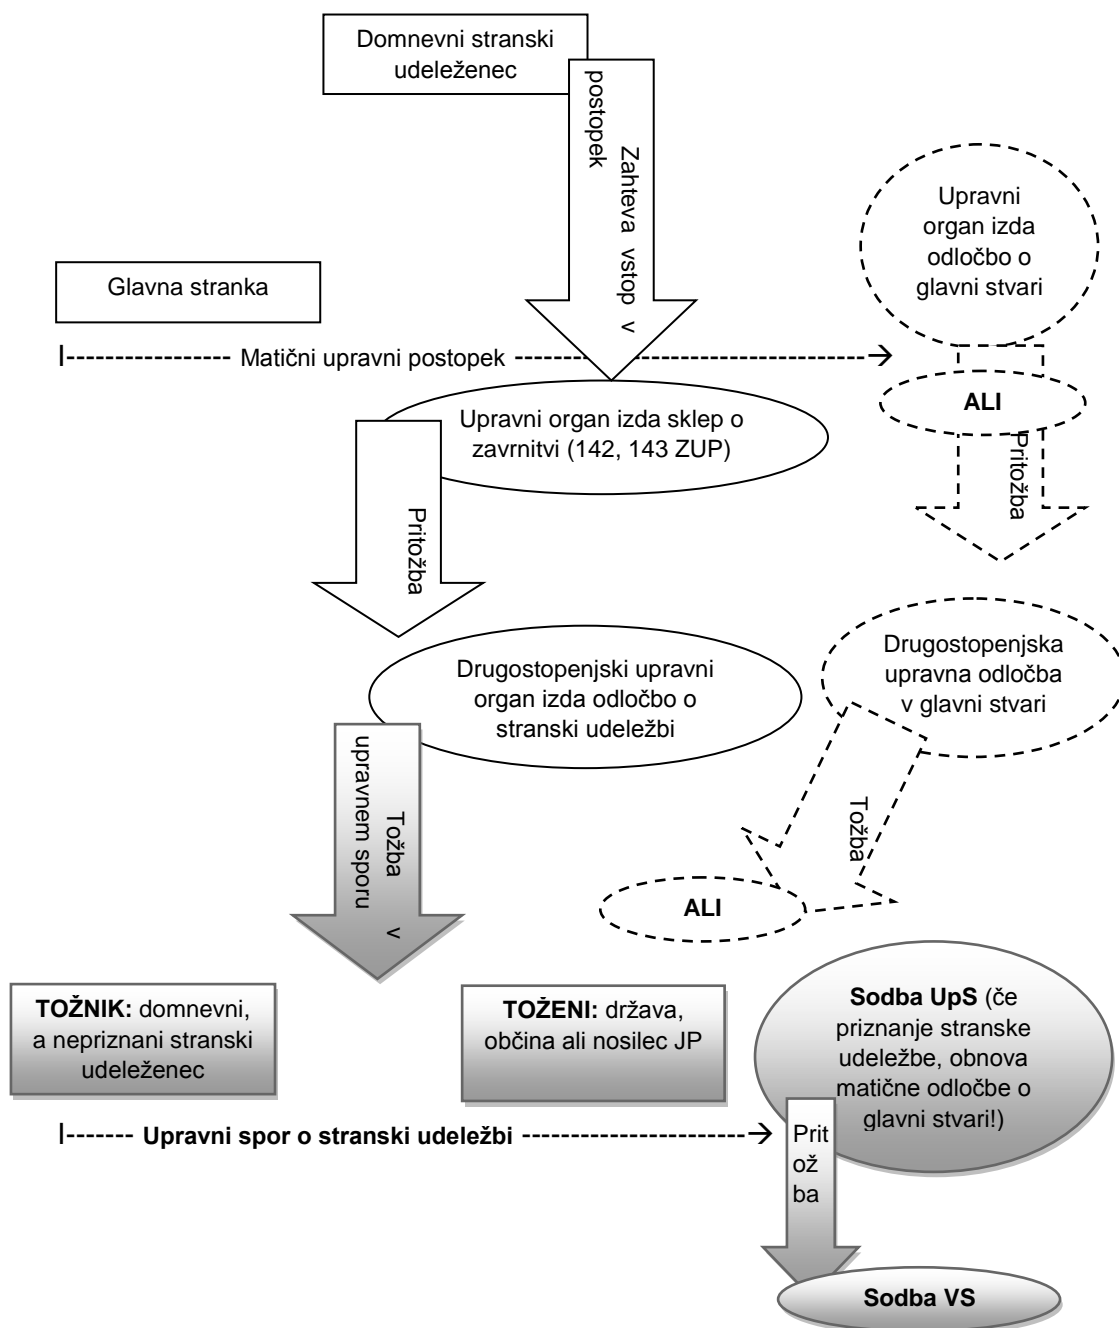 Domnevni stranski
udeleženec
Zahteva vstop v
postopek
Upravni
organ izda
odločbo o
glavni stvari
Glavna stranka
Matični upravni postopek
ALI
Upravni organ izda sklep o
zavrnitvi (142, 143 ZUP)
Pritožba
Pritožba
Drugostopenjski upravni
organ izda odločbo o
stranski udeležbi
Drugostopenjska
upravna odločba
v glavni stvari
Tožba v
upravnem sporu
Tožba
ALI
TOŽNIK: domnevni,
a nepriznani stranski
udeleženec
TOŽENI: država,
občina ali nosilec JP
Sodba UpS (če
priznanje stranske
udeležbe, obnova
matične odločbe o
glavni stvari!)
Upravni spor o stranski udeležbi
Prit
ož
ba
Sodba VS